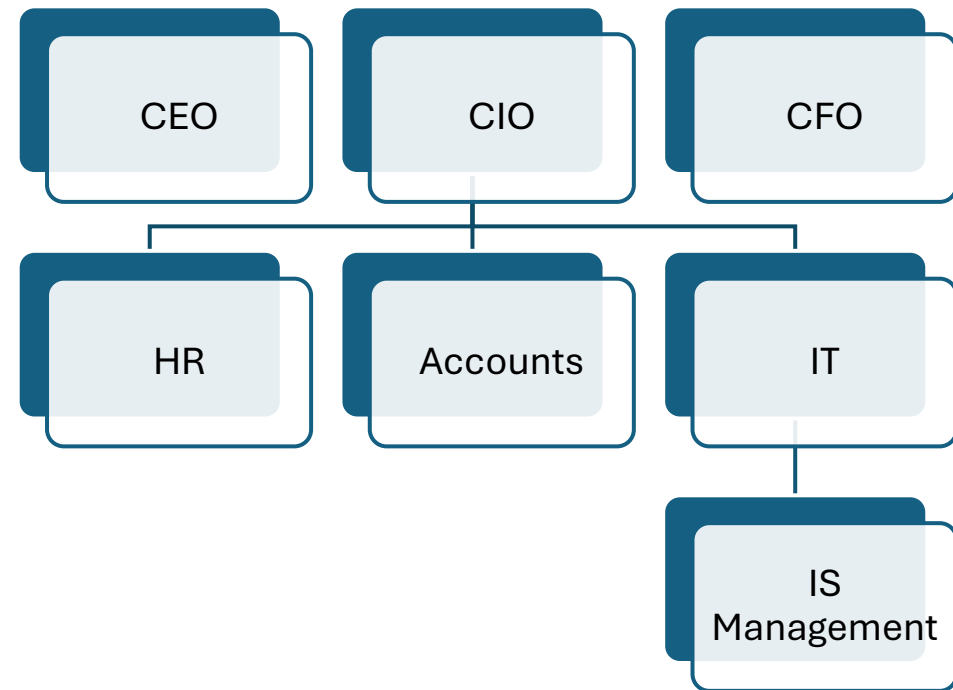 CEO
CIO
CFO
HR
Accounts
IT
IS
Management